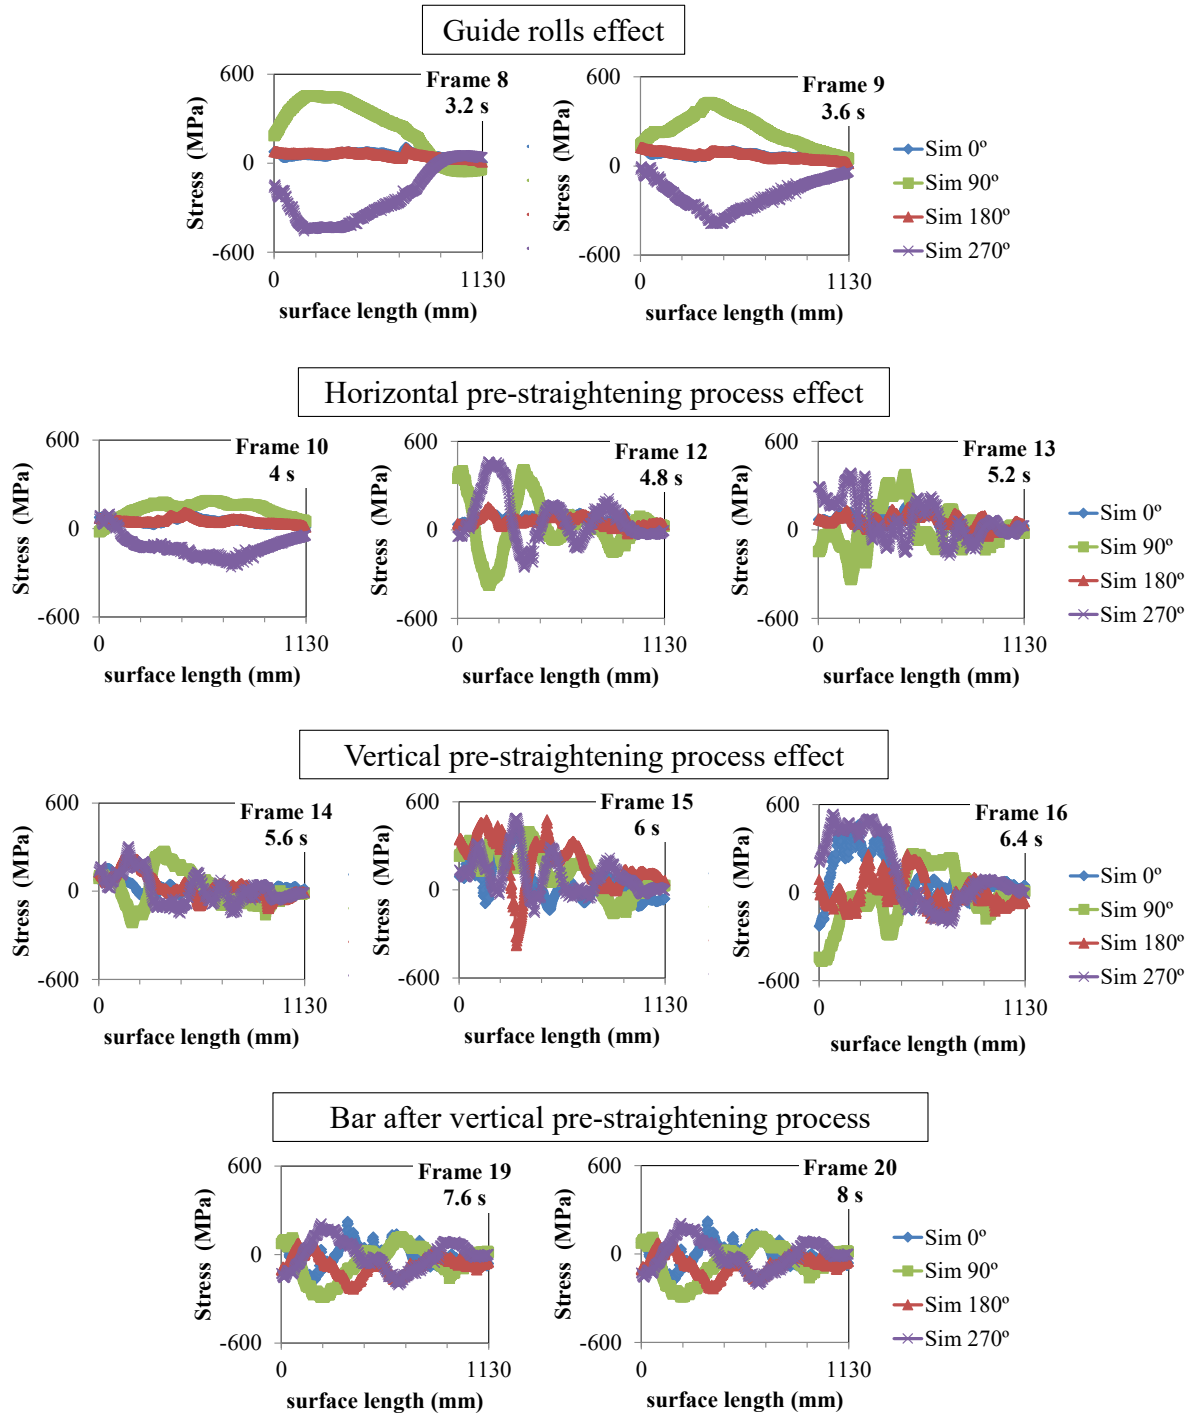 Guide rolls effect
600
0
-600
Stress (MPa)
Frame 8
3.2 s
0
1130
surface length (mm)
600
0
-600
Stress (MPa)
Frame 9
3.6 s
0
1130
surface length (mm)
Sim 0º
Sim 90º
Sim 180º
Sim 270º
Horizontal pre-straightening process effect
600
0
-600
Stress (MPa)
Frame 10
4 s
0
1130
surface length (mm)
600
0
-600
Stress (MPa)
Frame 12
4.8 s
0
1130
surface length (mm)
600
0
-600
Stress (MPa)
Frame 13
5.2 s
0
1130
surface length (mm)
Sim 0º
Sim 90º
Sim 180º
Sim 270º
Vertical pre-straightening process effect
600
0
-600
Stress (MPa)
Frame 14
5.6 s
0
1130
surface length (mm)
600
0
-600
Stress (MPa)
Frame 15
6 s
0
1130
surface length (mm)
600
0
-600
Stress (MPa)
Frame 16
6.4 s
0
1130
surface length (mm)
Sim 0º
Sim 90º
Sim 180º
Sim 270º
Bar after vertical pre-straightening process
600
0
-600
Stress (MPa)
Frame 19
7.6 s
0
1130
surface length (mm)
600
0
-600
Stress (MPa)
Frame 20
8 s
0
1130
surface length (mm)
Sim 0º
Sim 90º
Sim 180º
Sim 270º